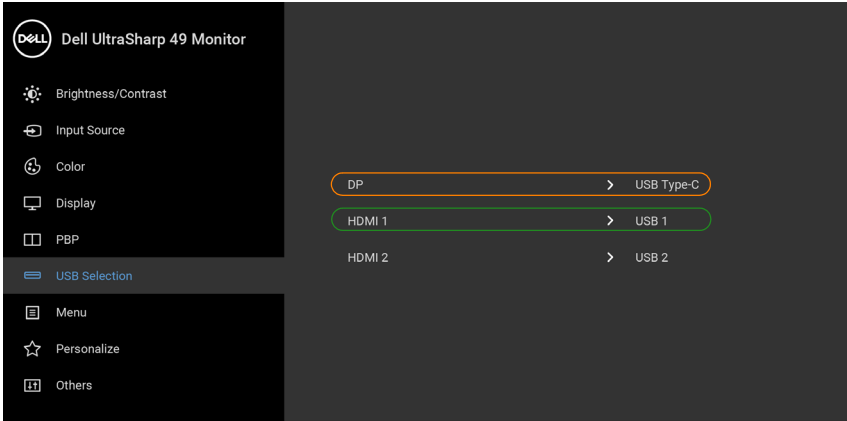 DELL Dell UltraSharp 49 Monitor
Brightness/Contrast
Input Source
Color
Display
PBP
USB Selection
Menu
Personalize
Others
DP > USB Type-C
HDMI 1 > USB 1
HDMI 2 > USB 2